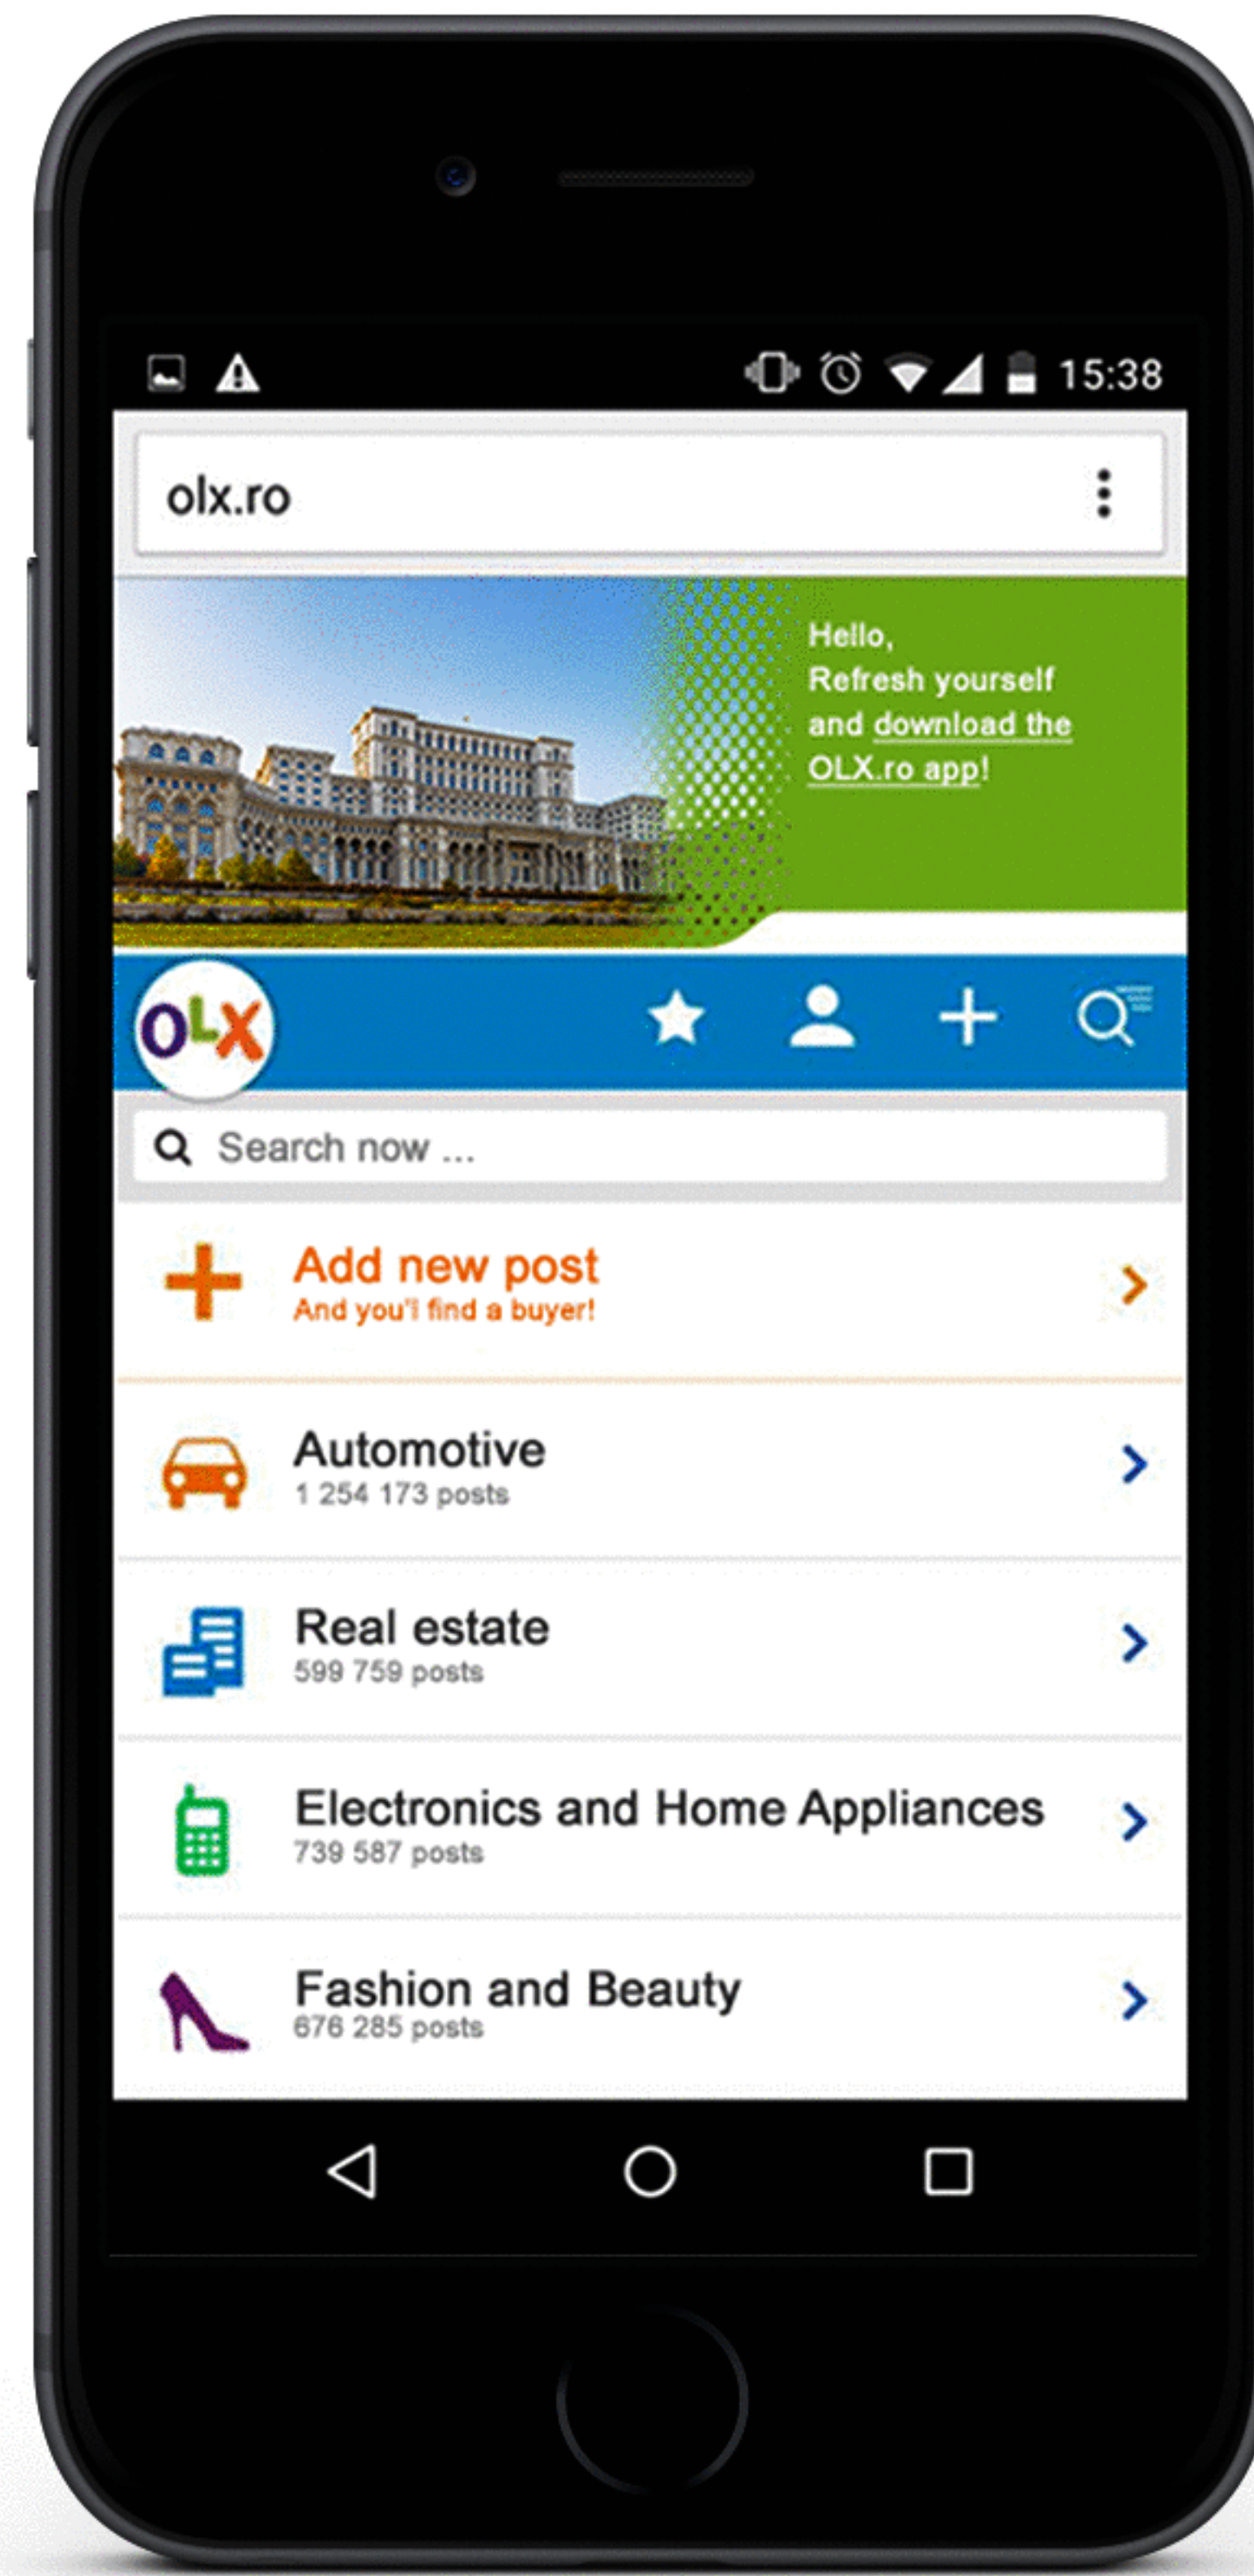 15:38
olx.ro
Hello,
Refresh yourself
and download the
OLX.ro app!
OLX
Search now ...
Add new post
And you'l find a buyer!
Automotive
1 254 173 posts
Real estate
599 759 posts
Electronics and Home Appliances
739 587 posts
Fashion and Beauty
676 285 posts